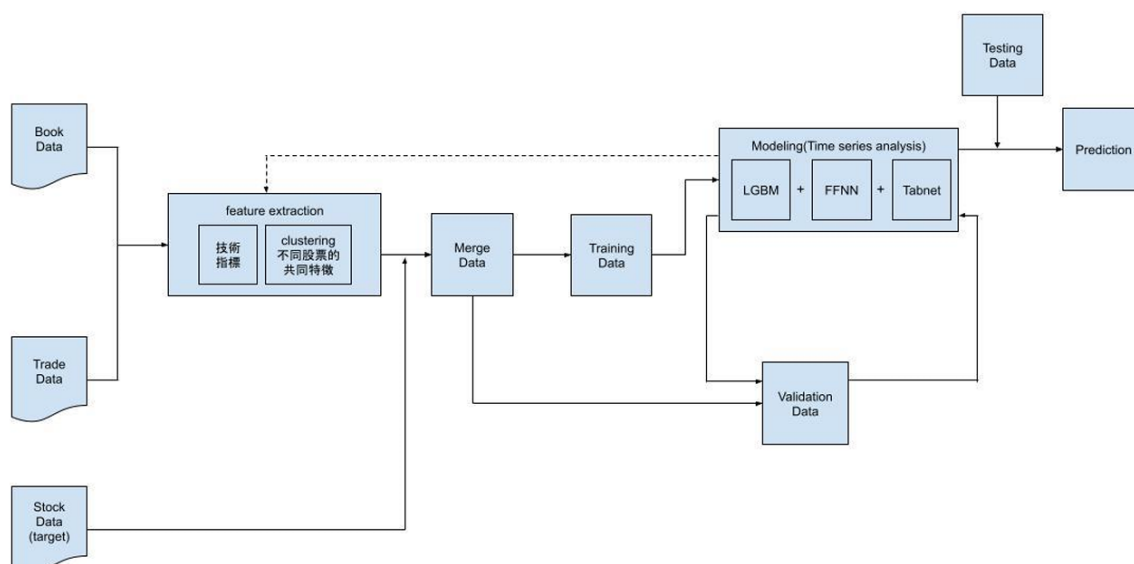 Testing
Data
Book
Data
Modeling(Time series analysis)
LGBM
+
FFNN
+
Tabnet
Prediction
feature extraction
技術
指標
clustering
不同股票的
共同特徵
Merge
Data
Training
Data
Trade
Data
Validation
Data
Stock
Data
(target)